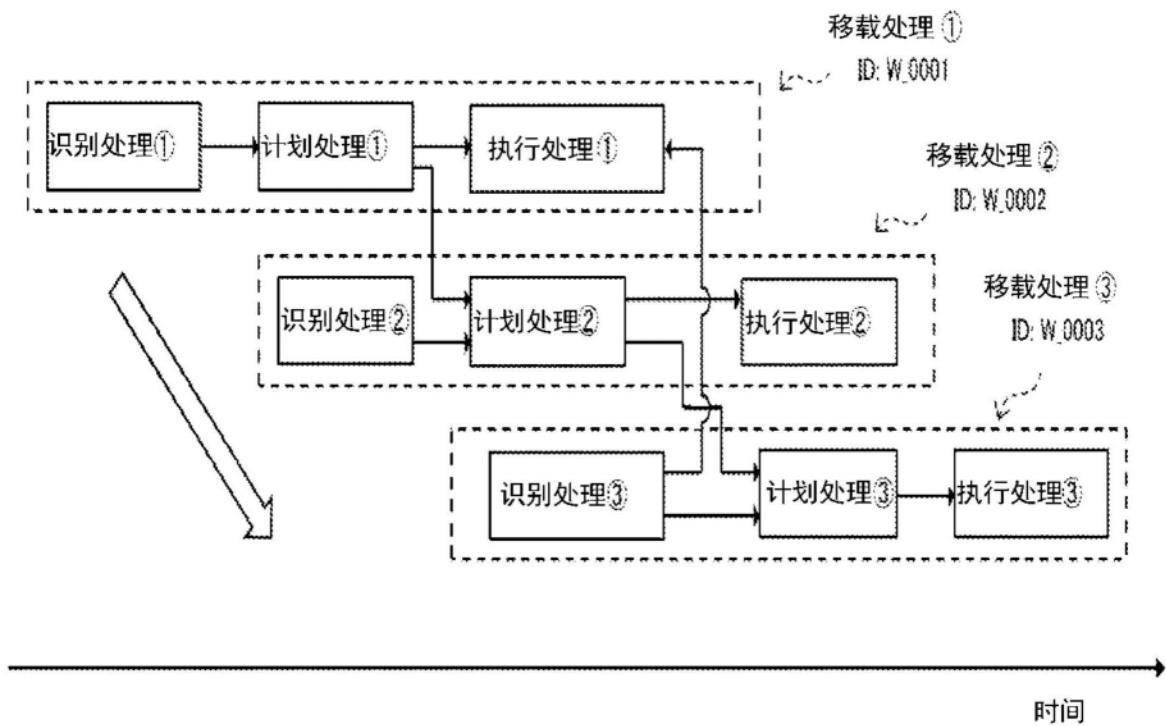 移载处理①
ID: W_0001
识别处理①
计划处理①
执行处理①
移载处理②
ID: W_0002
识别处理②
计划处理②
执行处理②
移载处理③
ID: W_0003
识别处理③
计划处理③
执行处理③
时间